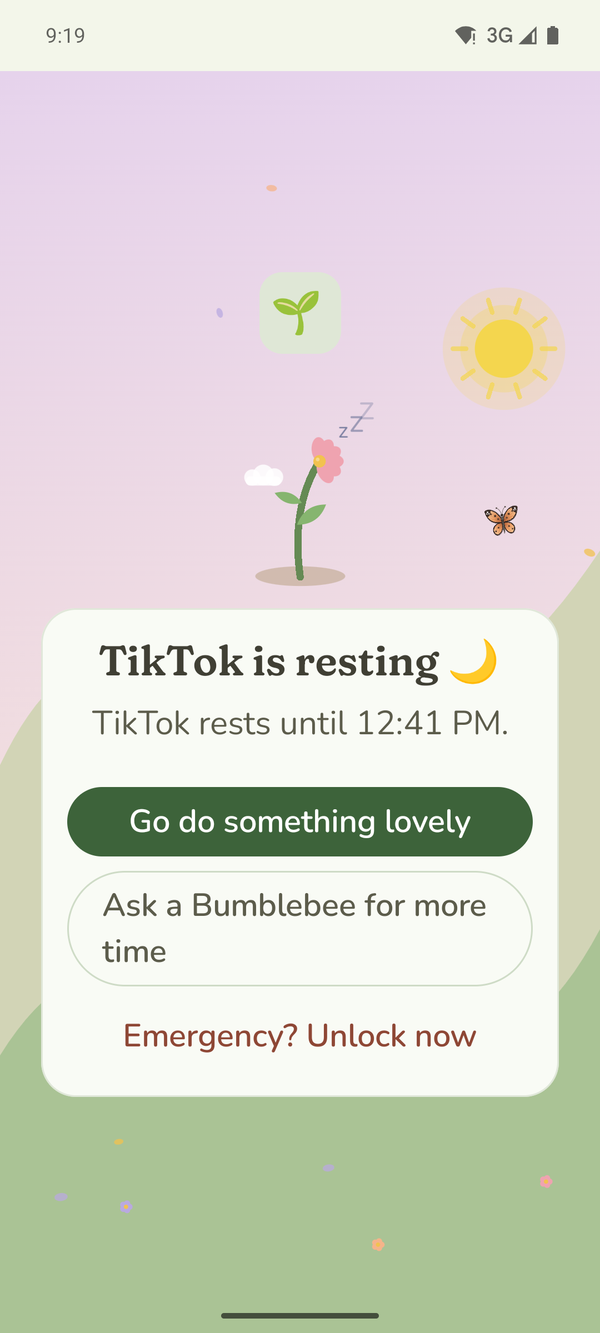 9:19
3G
z
Z
Z
TikTok is resting 🌙
TikTok rests until 12:41 PM.
Go do something lovely
Ask a Bumblebee for more
time
Emergency? Unlock now